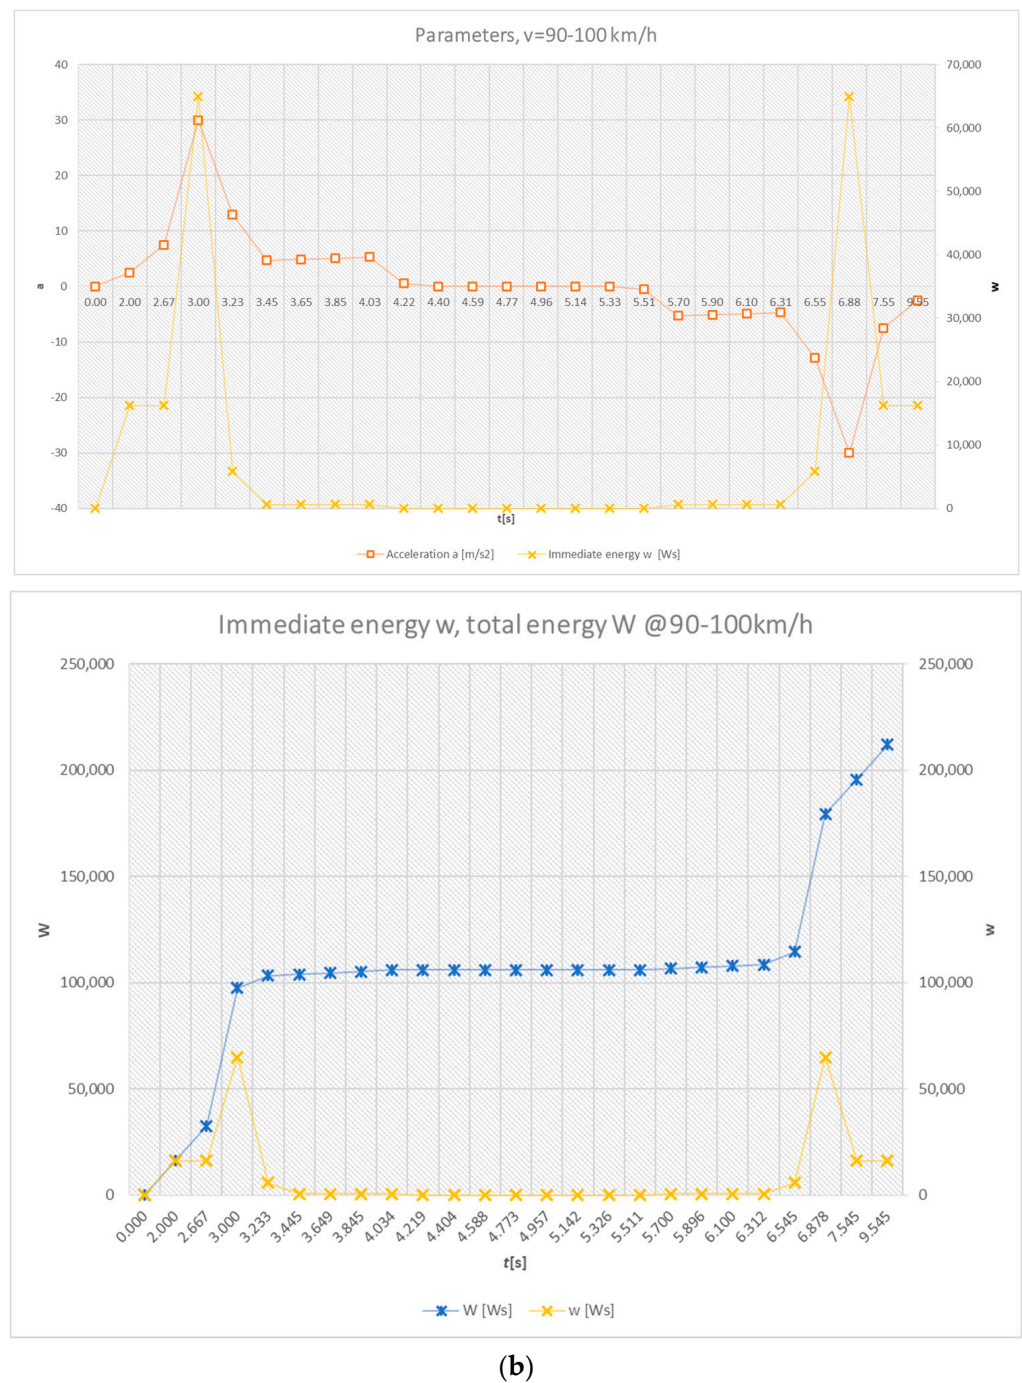 Parameters, v=90-100 km/h
40 70,000
30 60,000
20 50,000
10 40,000
0 30,000
-10 20,000
-20 10,000
-30 0
-40
a
w
0.00 2.00 2.67 3.00 3.23 3.45 3.65 3.85 4.03 4.22 4.40 4.59 4.77 4.96 5.14 5.33 5.51 5.70 5.90 6.10 6.31 6.55 6.88 7.55 9.55
t[s]
Acceleration a [m/s2] Immediate energy w [Ws]
Immediate energy w, total energy W @90-100km/h
250,000 250,000
200,000 200,000
150,000 150,000
W w
100,000 100,000
50,000 50,000
0 0
0.000 2.000 2.667 3.000 3.233 3.445 3.649 3.845 4.034 4.219 4.404 4.588 4.773 4.957 5.142 5.326 5.511 5.700 5.896 6.100 6.312 6.545 6.878 7.545 9.545
t[s]
W [Ws] w [Ws]
(b)